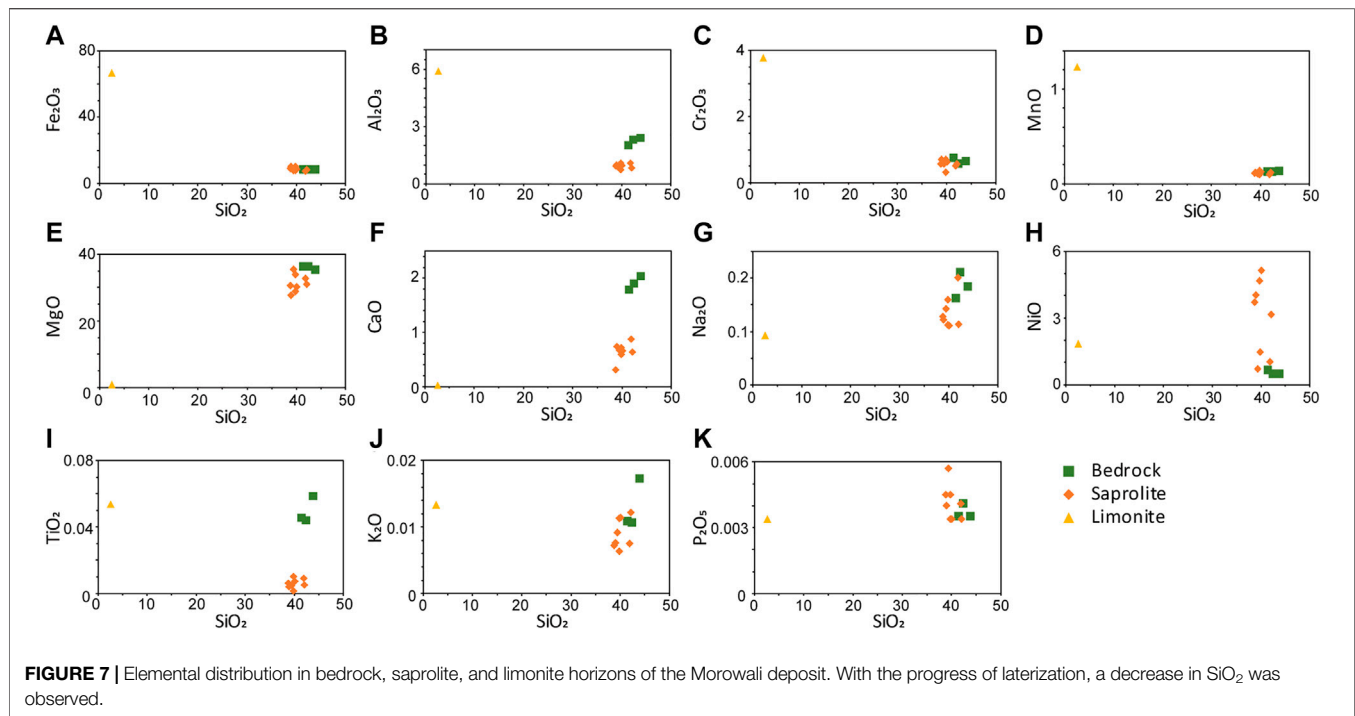 A
B
C
D
80
60
40
20
0
Fe₂O₃
0 10 20 30 40 50
SiO₂
6
4
2
0
Al₂O₃
0 10 20 30 40 50
SiO₂
4
3
2
1
0
Cr₂O₃
0 10 20 30 40 50
SiO₂
1
0
MnO
0 10 20 30 40 50
SiO₂
E
F
G
H
40
20
0
MgO
0 10 20 30 40 50
SiO₂
2
1
0
CaO
0 10 20 30 40 50
SiO₂
0.2
0.1
0
Na₂O
0 10 20 30 40 50
SiO₂
6
3
0
NiO
0 10 20 30 40 50
SiO₂
I
J
K
0.08
0.04
0
TiO₂
0 10 20 30 40 50
SiO₂
0.02
0.01
0
K₂O
0 10 20 30 40 50
SiO₂
0.006
0.003
0
P₂O₅
0 10 20 30 40 50
SiO₂
Bedrock
Saprolite
Limonite
FIGURE 7 | Elemental distribution in bedrock, saprolite, and limonite horizons of the Morowali deposit. With the progress of laterization, a decrease in SiO₂ was
observed.